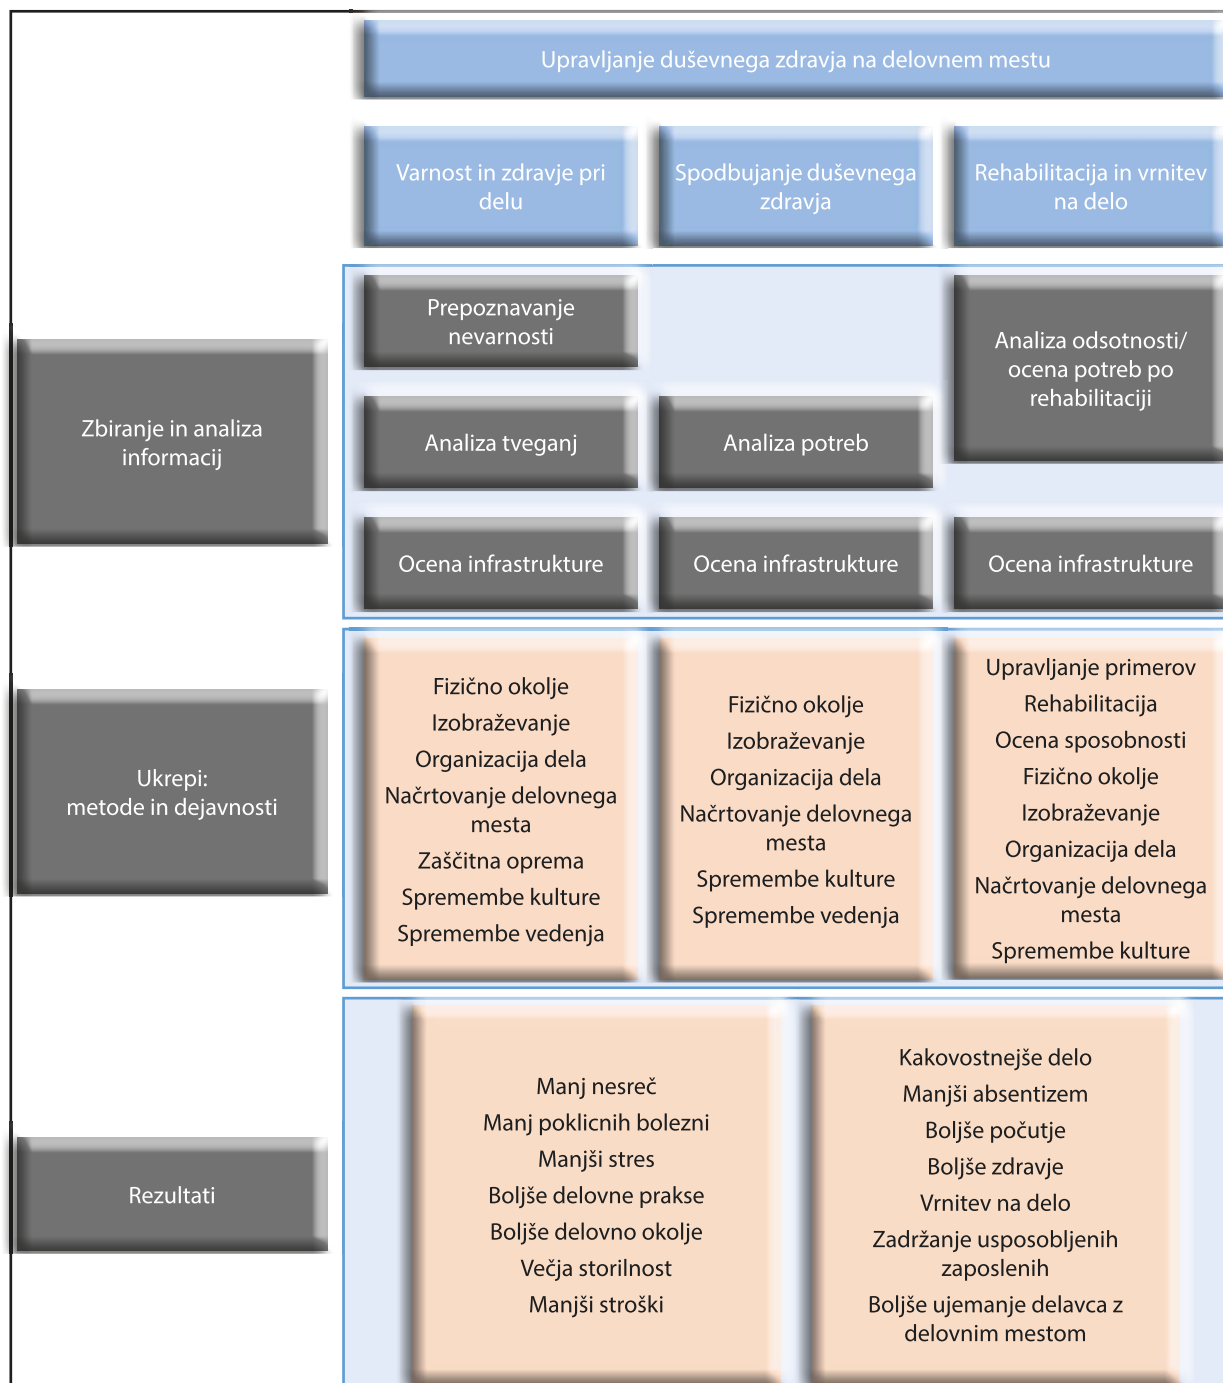 Upravljanje duševnega zdravja na delovnem mestu
Varnost in zdravje pri
delu
Spodbujanje duševnega
zdravja
Rehabilitacija in vrnitev
na delo
Zbiranje in analiza
informacij
Prepoznavanje
nevarnosti
Analiza tveganj
Ocena infrastrukture
Analiza potreb
Ocena infrastrukture
Analiza odsotnosti/
ocena potreb po
rehabilitaciji
Ocena infrastrukture
Ukrepi:
metode in dejavnosti
Fizično okolje
Izobraževanje
Organizacija dela
Načrtovanje delovnega
mesta
Zaščitna oprema
Spremembe kulture
Spremembe vedenja
Fizično okolje
Izobraževanje
Organizacija dela
Načrtovanje delovnega
mesta
Spremembe kulture
Spremembe vedenja
Upravljanje primerov
Rehabilitacija
Ocena sposobnosti
Fizično okolje
Izobraževanje
Organizacija dela
Načrtovanje delovnega
mesta
Spremembe kulture
Rezultati
Manj nesreč
Manj poklicnih bolezni
Manjši stres
Boljše delovne prakse
Boljše delovno okolje
Večja storilnost
Manjši stroški
Kakovostnejše delo
Manjši absentizem
Boljše počutje
Boljše zdravje
Vrnitev na delo
Zadržanje usposobljenih
zaposlenih
Boljše ujemanje delavca z
delovnim mestom